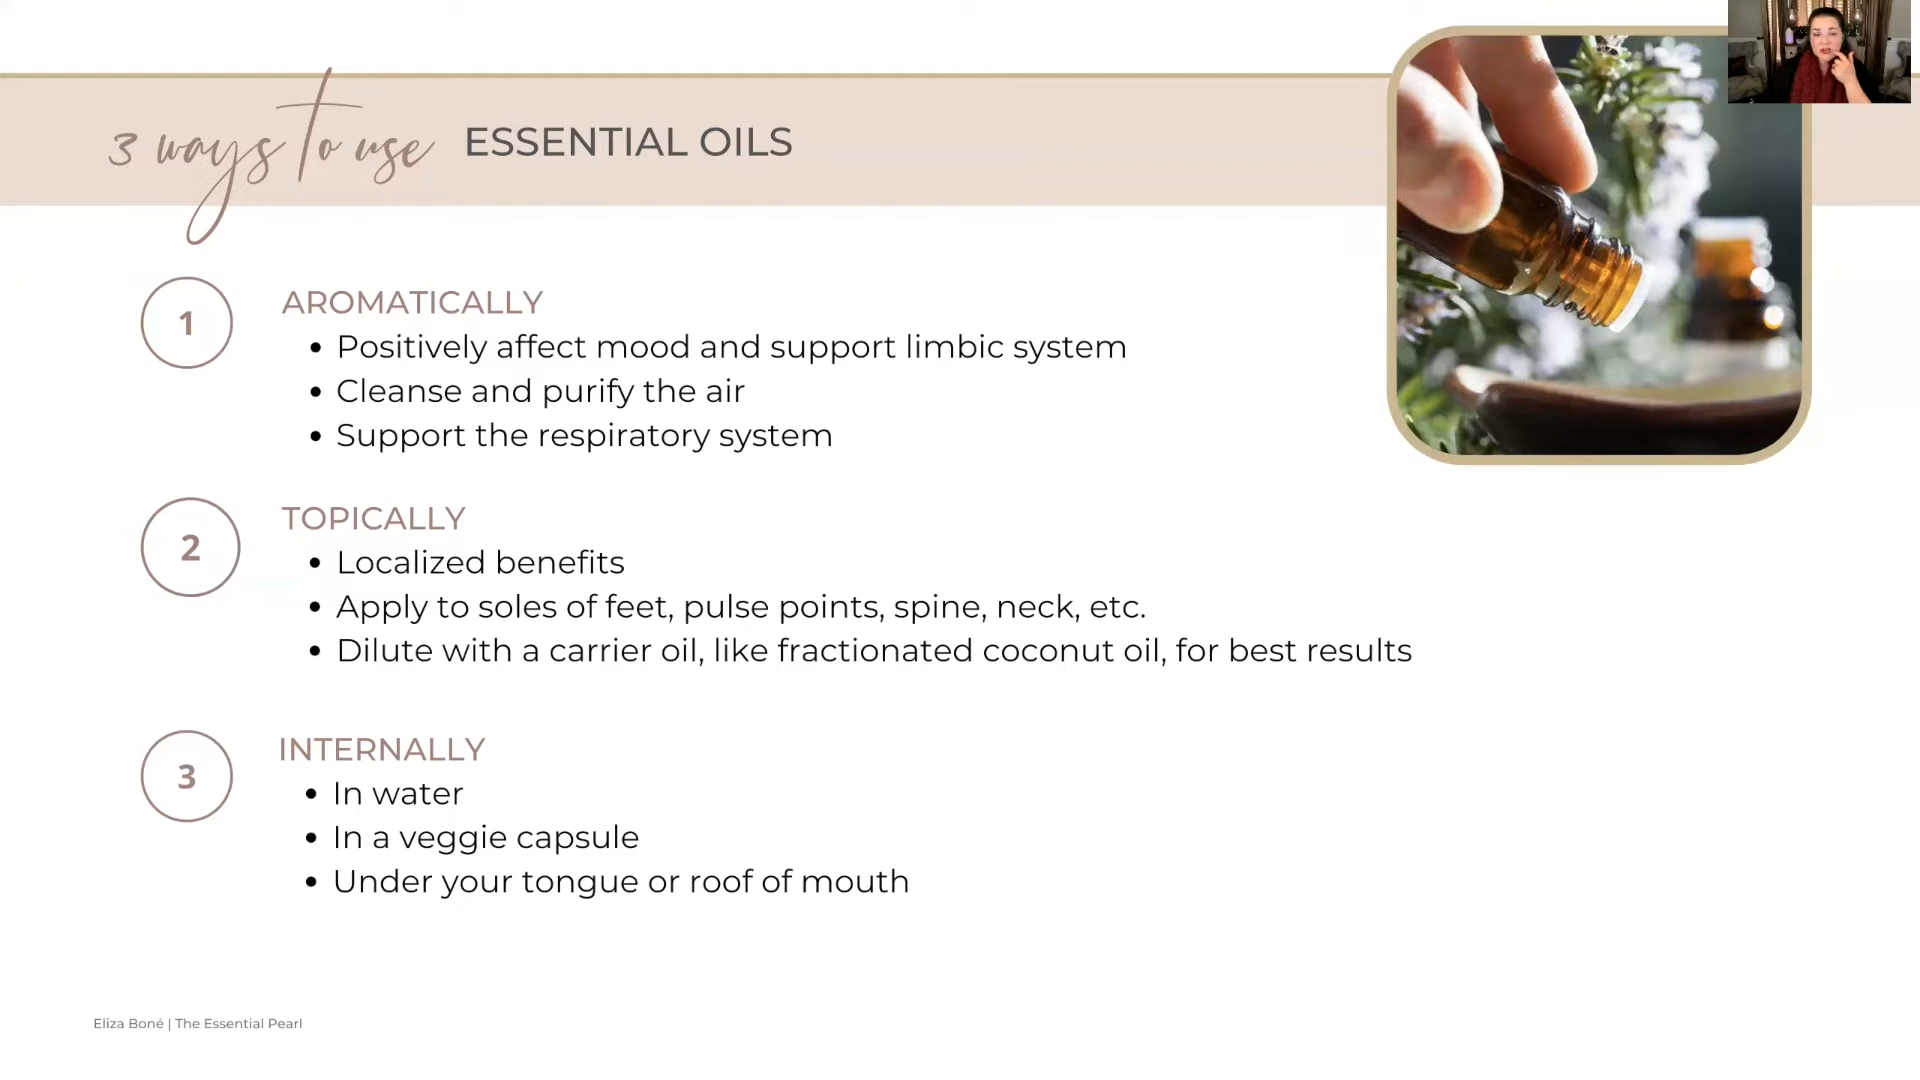 3 ways to use ESSENTIAL OILS
1
AROMATICALLY
• Positively affect mood and support limbic system
• Cleanse and purify the air
• Support the respiratory system
2
TOPICALLY
• Localized benefits
• Apply to soles of feet, pulse points, spine, neck, etc.
• Dilute with a carrier oil, like fractionated coconut oil, for best results
3
INTERNALLY
• In water
• In a veggie capsule
• Under your tongue or roof of mouth
Eliza Boné | The Essential Pearl